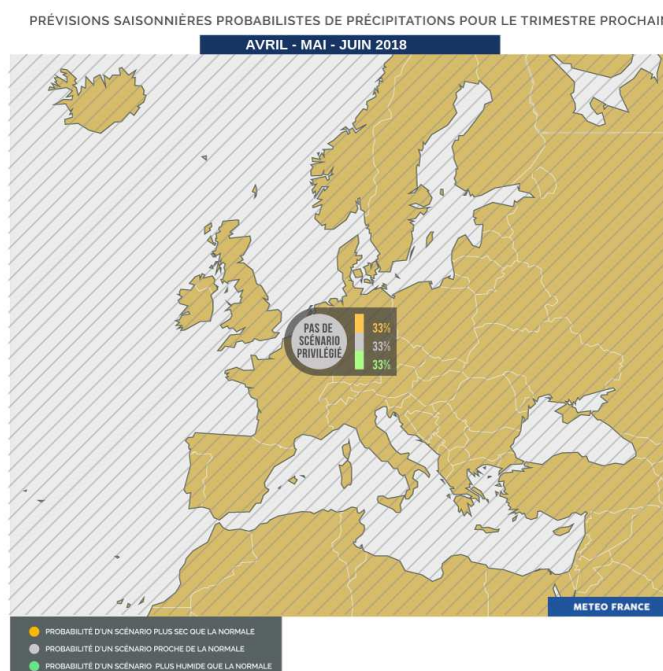 PRÉVISIONS SAISONNIÈRES PROBABILISTES DE PRÉCIPITATIONS POUR LE TRIMESTRE PROCHAIN
AVRIL - MAI - JUIN 2018
PAS DE
SCÉNARIO
PRIVILÉGIÉ
33%
33%
33%
METEO FRANCE
PROBABILITÉ D'UN SCÉNARIO PLUS SEC QUE LA NORMALE
PROBABILITÉ D'UN SCÉNARIO PROCHE DE LA NORMALE
PROBABILITÉ D'UN SCÉNARIO PLUS HUMIDE QUE LA NORMALE